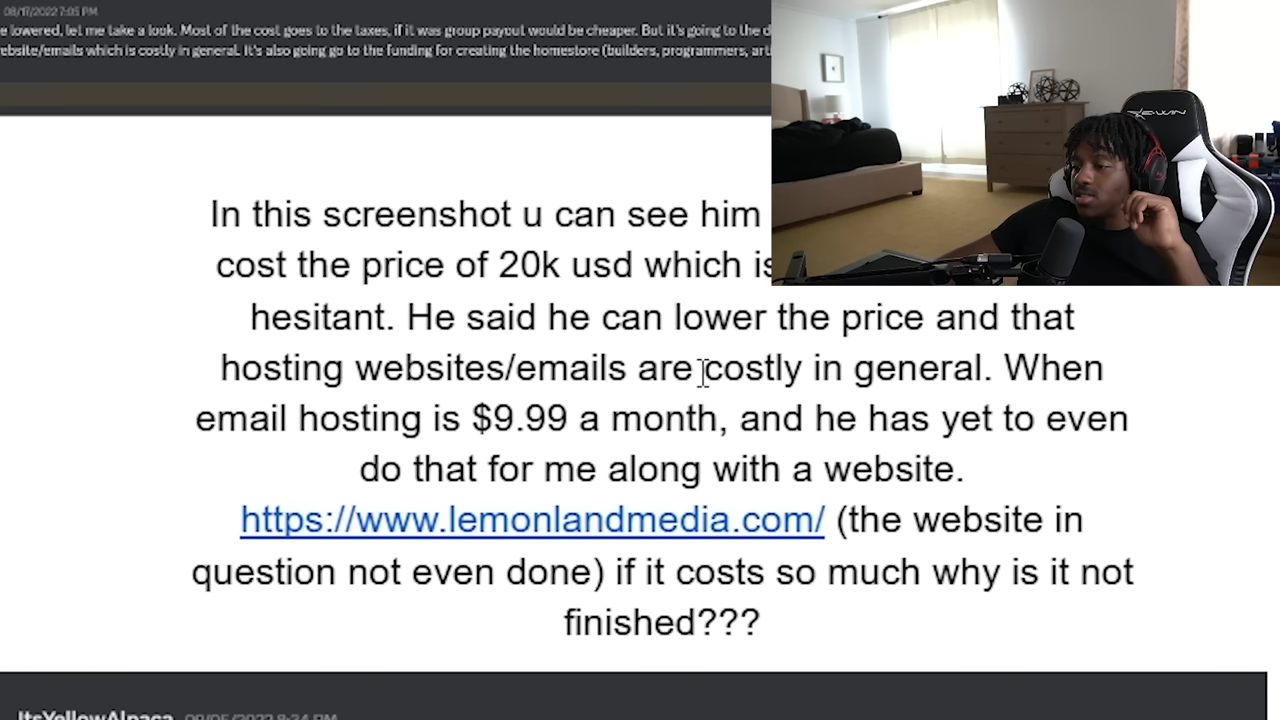 08/17/2022 7:05 PM
e lowered, let me take a look. Most of the cost goes to the taxes, if it was group payout would be cheaper. But it's going to the d
ebsite/emails which is costly in general. It's also going go to the funding for creating the homestore (builders, programmers, art
In this screenshot u can see him
cost the price of 20k usd which is
hesitant. He said he can lower the price and that
hosting websites/emails are costly in general. When
email hosting is $9.99 a month, and he has yet to even
do that for me along with a website.
https://www.lemonlandmedia.com/ (the website in
question not even done) if it costs so much why is it not
finished???
ItsYellowAlpaca 09/05/2022 8:34 PM